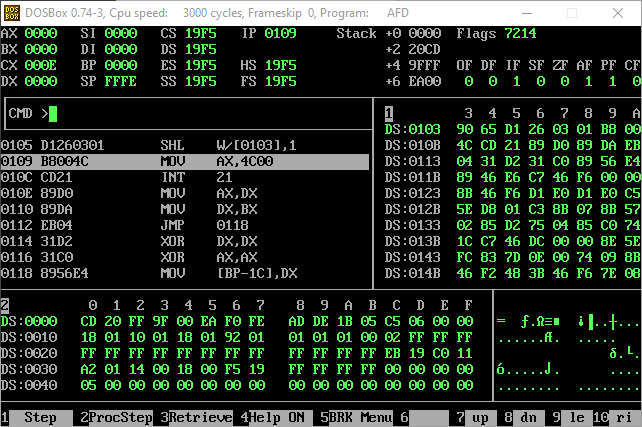 DOSBox 0.74-3, Cpu speed: 3000 cycles, Frameskip 0, Program: AFD
AX 0000 SI 0000 CS 19F5 IP 0109 Stack +0 0000 Flags 7214
BX 0000 DI 0000 DS 19F5 +2 20CD
CX 000E BP 0000 ES 19F5 HS 19F5 +4 9FFF OF DF IF SF ZF AF PF CF
DX 0000 SP FFFE SS 19F5 FS 19F5 +6 EA00 0 0 1 0 0 1 1 0
CMD >
1 3 4 5 6 7 8 9 A
DS:0103 90 65 D1 26 03 01 B8 00
0105 D1260301 SHL W/[0103],1 DS:010B 4C CD 21 89 D0 89 DA EB
0109 B8004C MOV AX,4C00 DS:0113 04 31 D2 31 C0 89 56 E4
010C CD21 INT 21 DS:011B 89 46 E6 C7 46 F6 00 00
010E 89D0 MOV AX,DX DS:0123 8B 46 F6 D1 E0 D1 E0 C5
0110 89DA MOV DX,BX DS:012B 5E D8 01 C3 8B 07 8B 57
0112 EB04 JMP 0118 DS:0133 02 85 D2 75 04 85 C0 74
0114 31D2 XOR DX,DX DS:013B 1C C7 46 DC 00 00 8E 5E
0116 31C0 XOR AX,AX DS:0143 FC 83 7D 0E 00 74 09 8B
0118 8956E4 MOV [BP-1C],DX DS:014B 46 F2 48 3B 46 F6 7E 08
2 0 1 2 3 4 5 6 7 8 9 A B C D E F
DS:0000 CD 20 FF 9F 00 EA F0 FE AD DE 1B 05 C5 06 00 00
DS:0010 18 01 10 01 18 01 92 01 01 01 01 00 02 FF FF FF
DS:0020 FF FF FF FF FF FF FF FF FF FF FF FF EB 19 C0 11
DS:0030 A2 01 14 00 18 00 F5 19 FF FF FF FF 00 00 00 00
DS:0040 05 00 00 00 00 00 00 00 00 00 00 00 00 00 00 00
1 Step 2 ProcStep 3 Retrieve 4 Help ON 5 BRK Menu 6 7 up 8 dn 9 le 10 ri